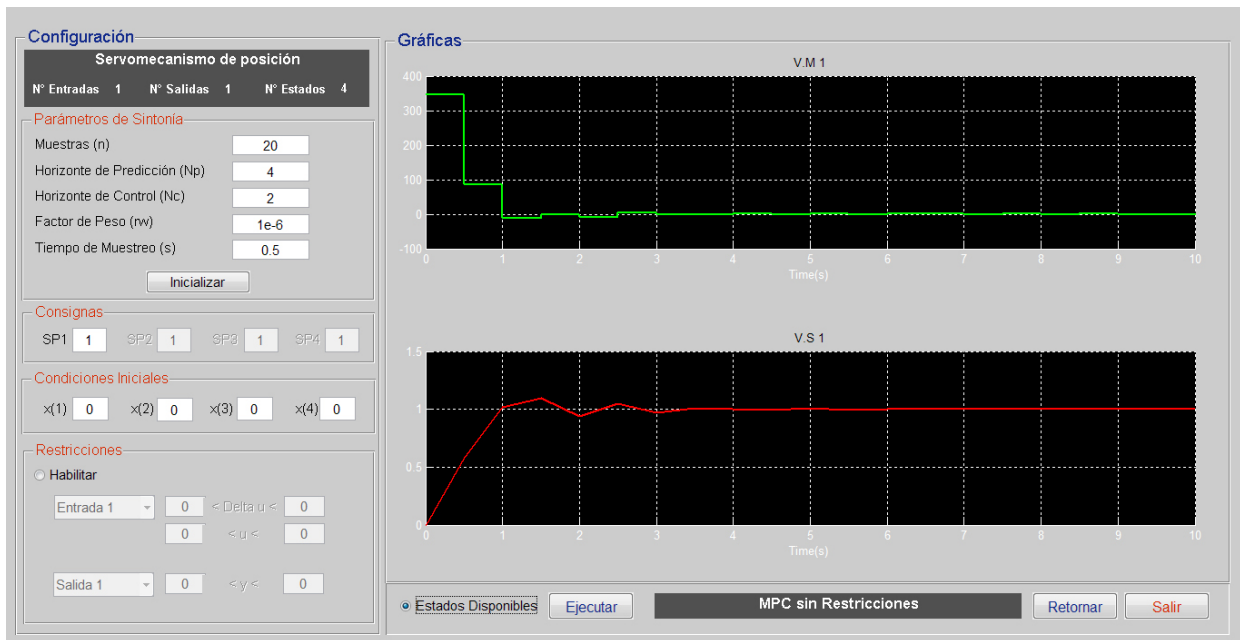 Configuración
Servomecanismo de posición
N° Entradas 1 N° Salidas 1 N° Estados 4
Parámetros de Sintonía
Muestras (n) 20
Horizonte de Predicción (Np) 4
Horizonte de Control (Nc) 2
Factor de Peso (rw) 1e-6
Tiempo de Muestreo (s) 0.5
Inicializar
Consignas
SP1 1 SP2 1 SP3 1 SP4 1
Condiciones Iniciales
x(1) 0 x(2) 0 x(3) 0 x(4) 0
Restricciones
Habilitar
Entrada 1 0 < Delta u < 0
0 < u < 0
Salida 1 0 < y < 0
Gráficas
V.M 1
400
300
200
100
0
-100
0 1 2 3 4 5 6 7 8 9 10
Time(s)
V.S 1
1.5
1
0.5
0
0 1 2 3 4 5 6 7 8 9 10
Time(s)
Estados Disponibles Ejecutar MPC sin Restricciones Retornar Salir